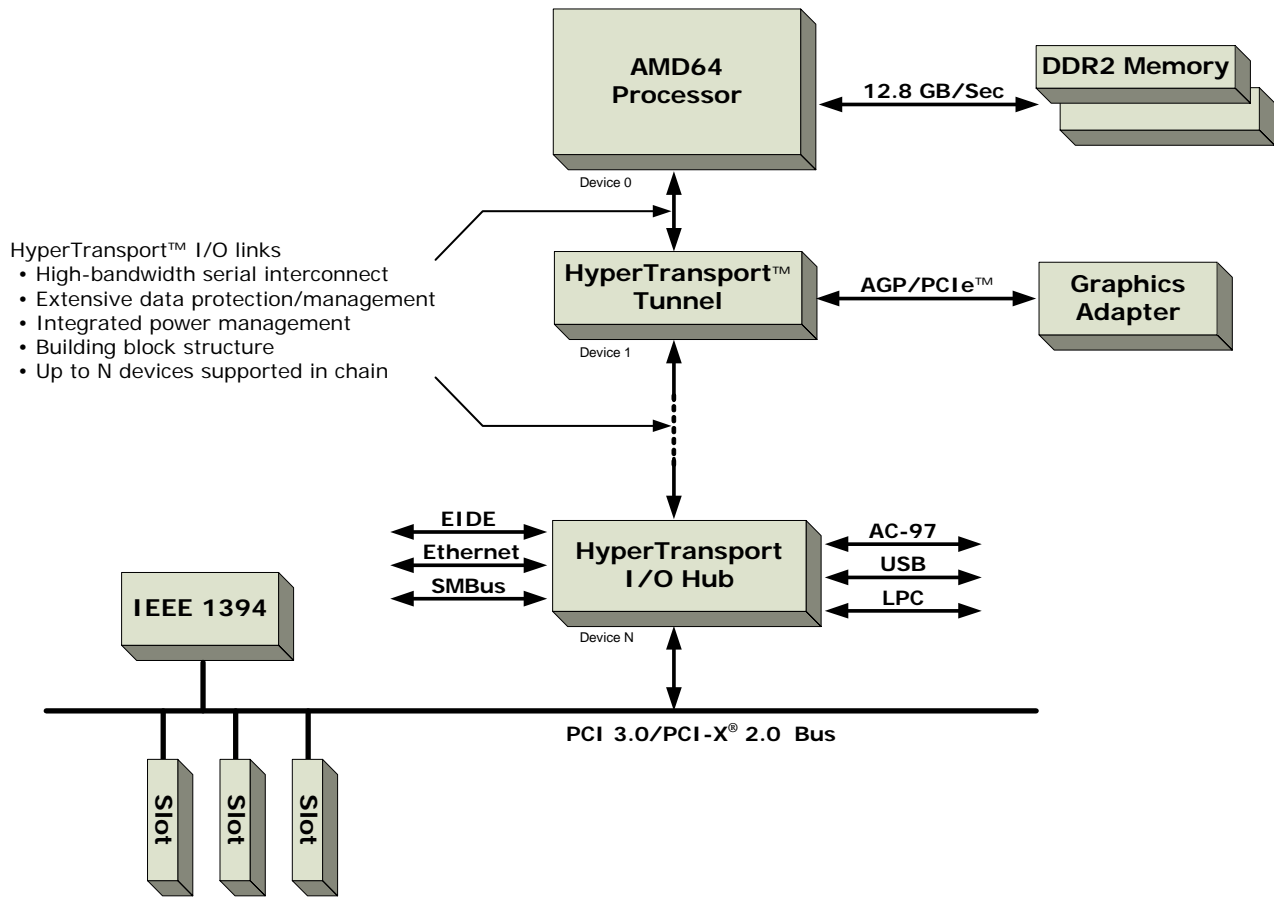 AMD64
Processor
DDR2 Memory
12.8 GB/Sec
Device 0
HyperTransport™ I/O links
• High-bandwidth serial interconnect
• Extensive data protection/management
• Integrated power management
• Building block structure
• Up to N devices supported in chain
HyperTransport™
Tunnel
AGP/PCIe™
Graphics
Adapter
Device 1
EIDE
Ethernet
SMBus
HyperTransport
I/O Hub
AC-97
USB
LPC
Device N
IEEE 1394
PCI 3.0/PCI-X® 2.0 Bus
Slot
Slot
Slot